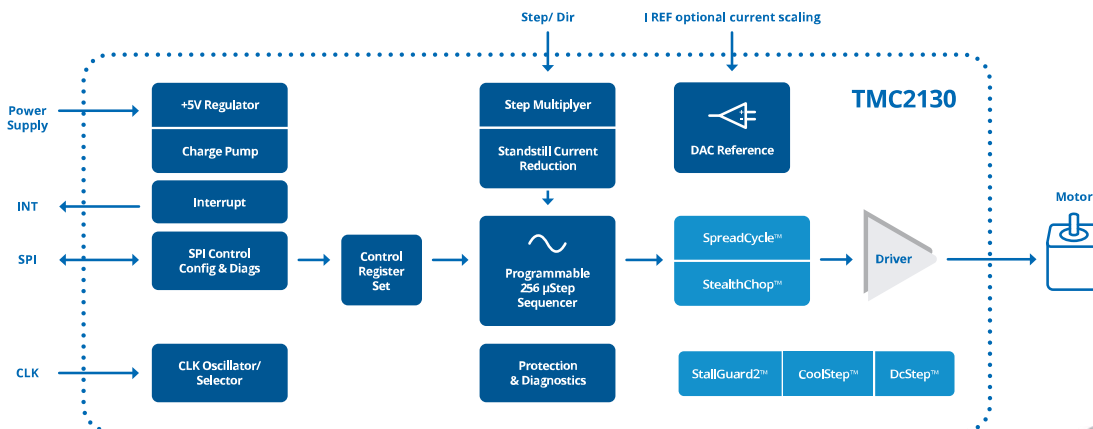 Step/ Dir
I REF optional current scaling
TMC2130
Power
Supply
+5V Regulator
Charge Pump
Step Multiplyer
Standstill Current
Reduction
DAC Reference
INT
Interrupt
SPI
SPI Control
Config & Diags
Control
Register
Set
Programmable
256 µStep
Sequencer
SpreadCycle™
StealthChop™
Driver
Motor
CLK
CLK Oscillator/
Selector
Protection
& Diagnostics
StallGuard2™
CoolStep™
DcStep™